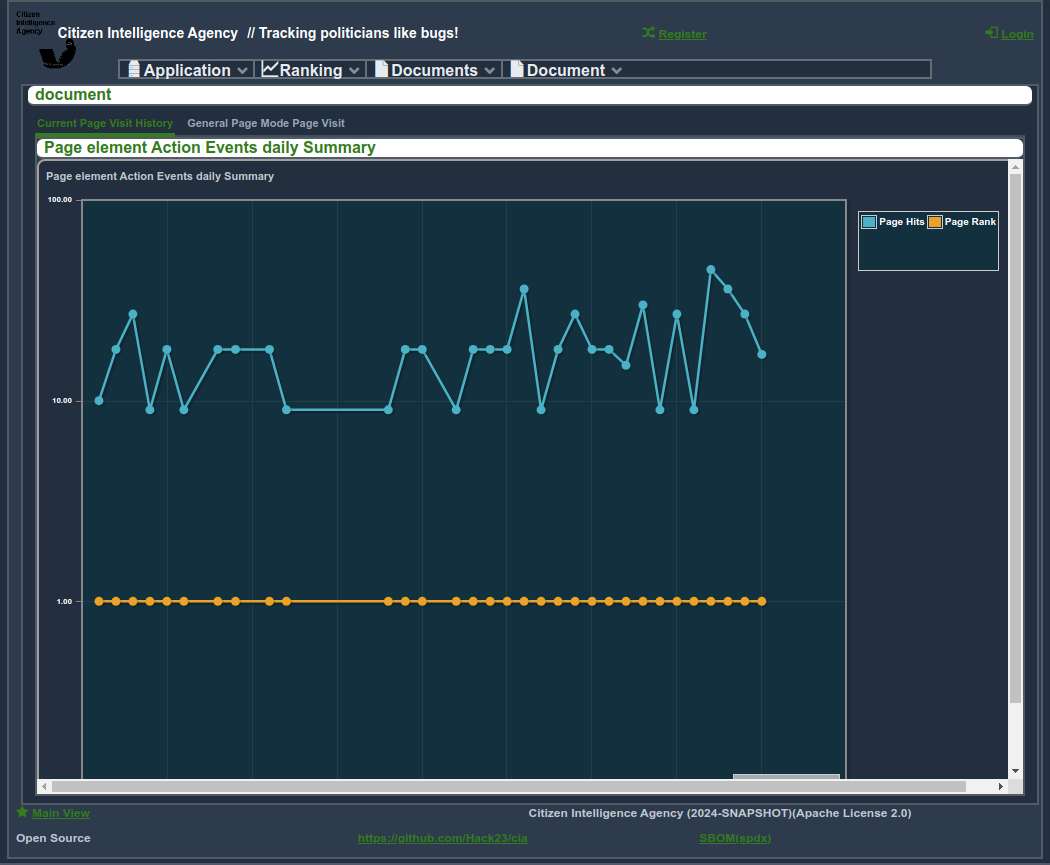 Citizen
Intelligence
Agency
Citizen Intelligence Agency // Tracking politicians like bugs!
Register
Login
Application
Ranking
Documents
Document
document
Current Page Visit History
General Page Mode Page Visit
Page element Action Events daily Summary
Page element Action Events daily Summary
100.00
10.00
1.00
Page Hits
Page Rank
Main View
Citizen Intelligence Agency (2024-SNAPSHOT)(Apache License 2.0)
Open Source
https://github.com/Hack23/cia
SBOM(spdx)